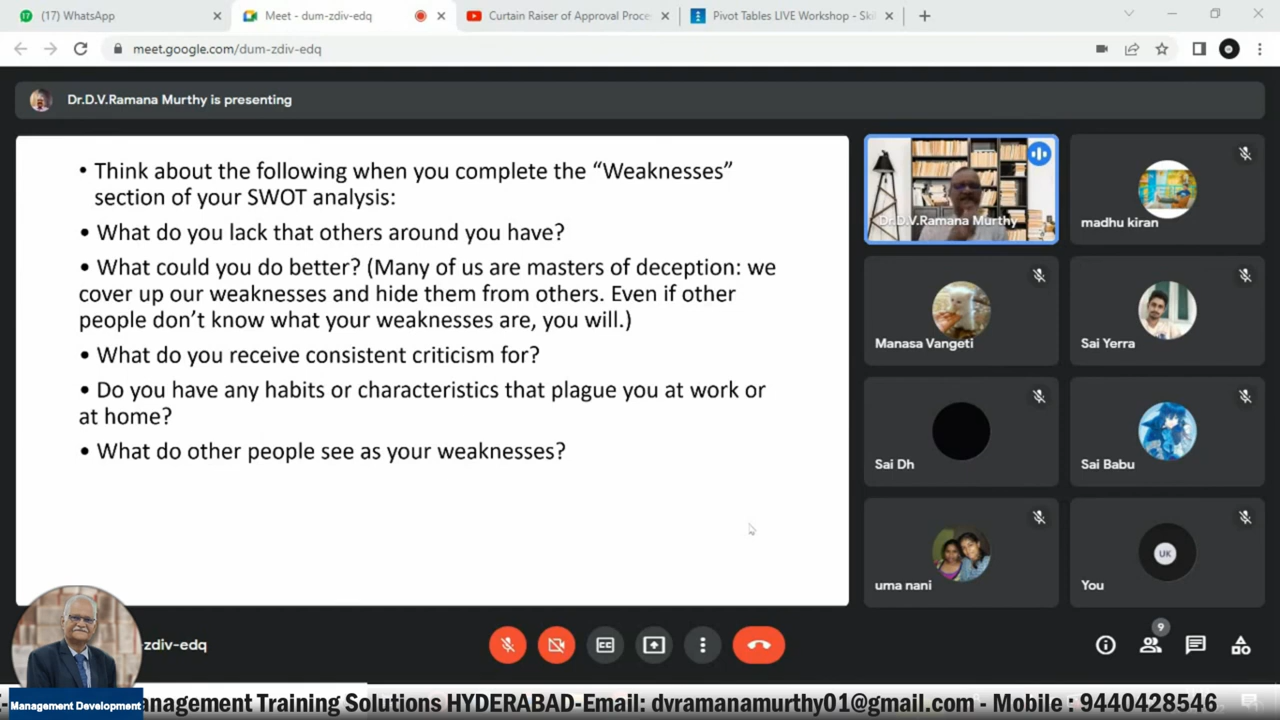 (17) WhatsApp
Meet - dum-zdiv-edq
Curtain Raiser of Approval Proce
Pivot Tables LIVE Workshop - Ski
meet.google.com/dum-zdiv-edq
Dr.D.V.Ramana Murthy is presenting
• Think about the following when you complete the “Weaknesses”
section of your SWOT analysis:
• What do you lack that others around you have?
• What could you do better? (Many of us are masters of deception: we
cover up our weaknesses and hide them from others. Even if other
people don’t know what your weaknesses are, you will.)
• What do you receive consistent criticism for?
• Do you have any habits or characteristics that plague you at work or
at home?
• What do other people see as your weaknesses?
Dr.D.V.Ramana Murthy
madhu kiran
Manasa Vangeti
Sai Yerra
Sai Dh
Sai Babu
uma nani
UK
You
zdiv-edq
9
anagement Training Solutions HYDERABAD-Email: dvramanamurthy01@gmail.com - Mobile : 9440428546
Management Development